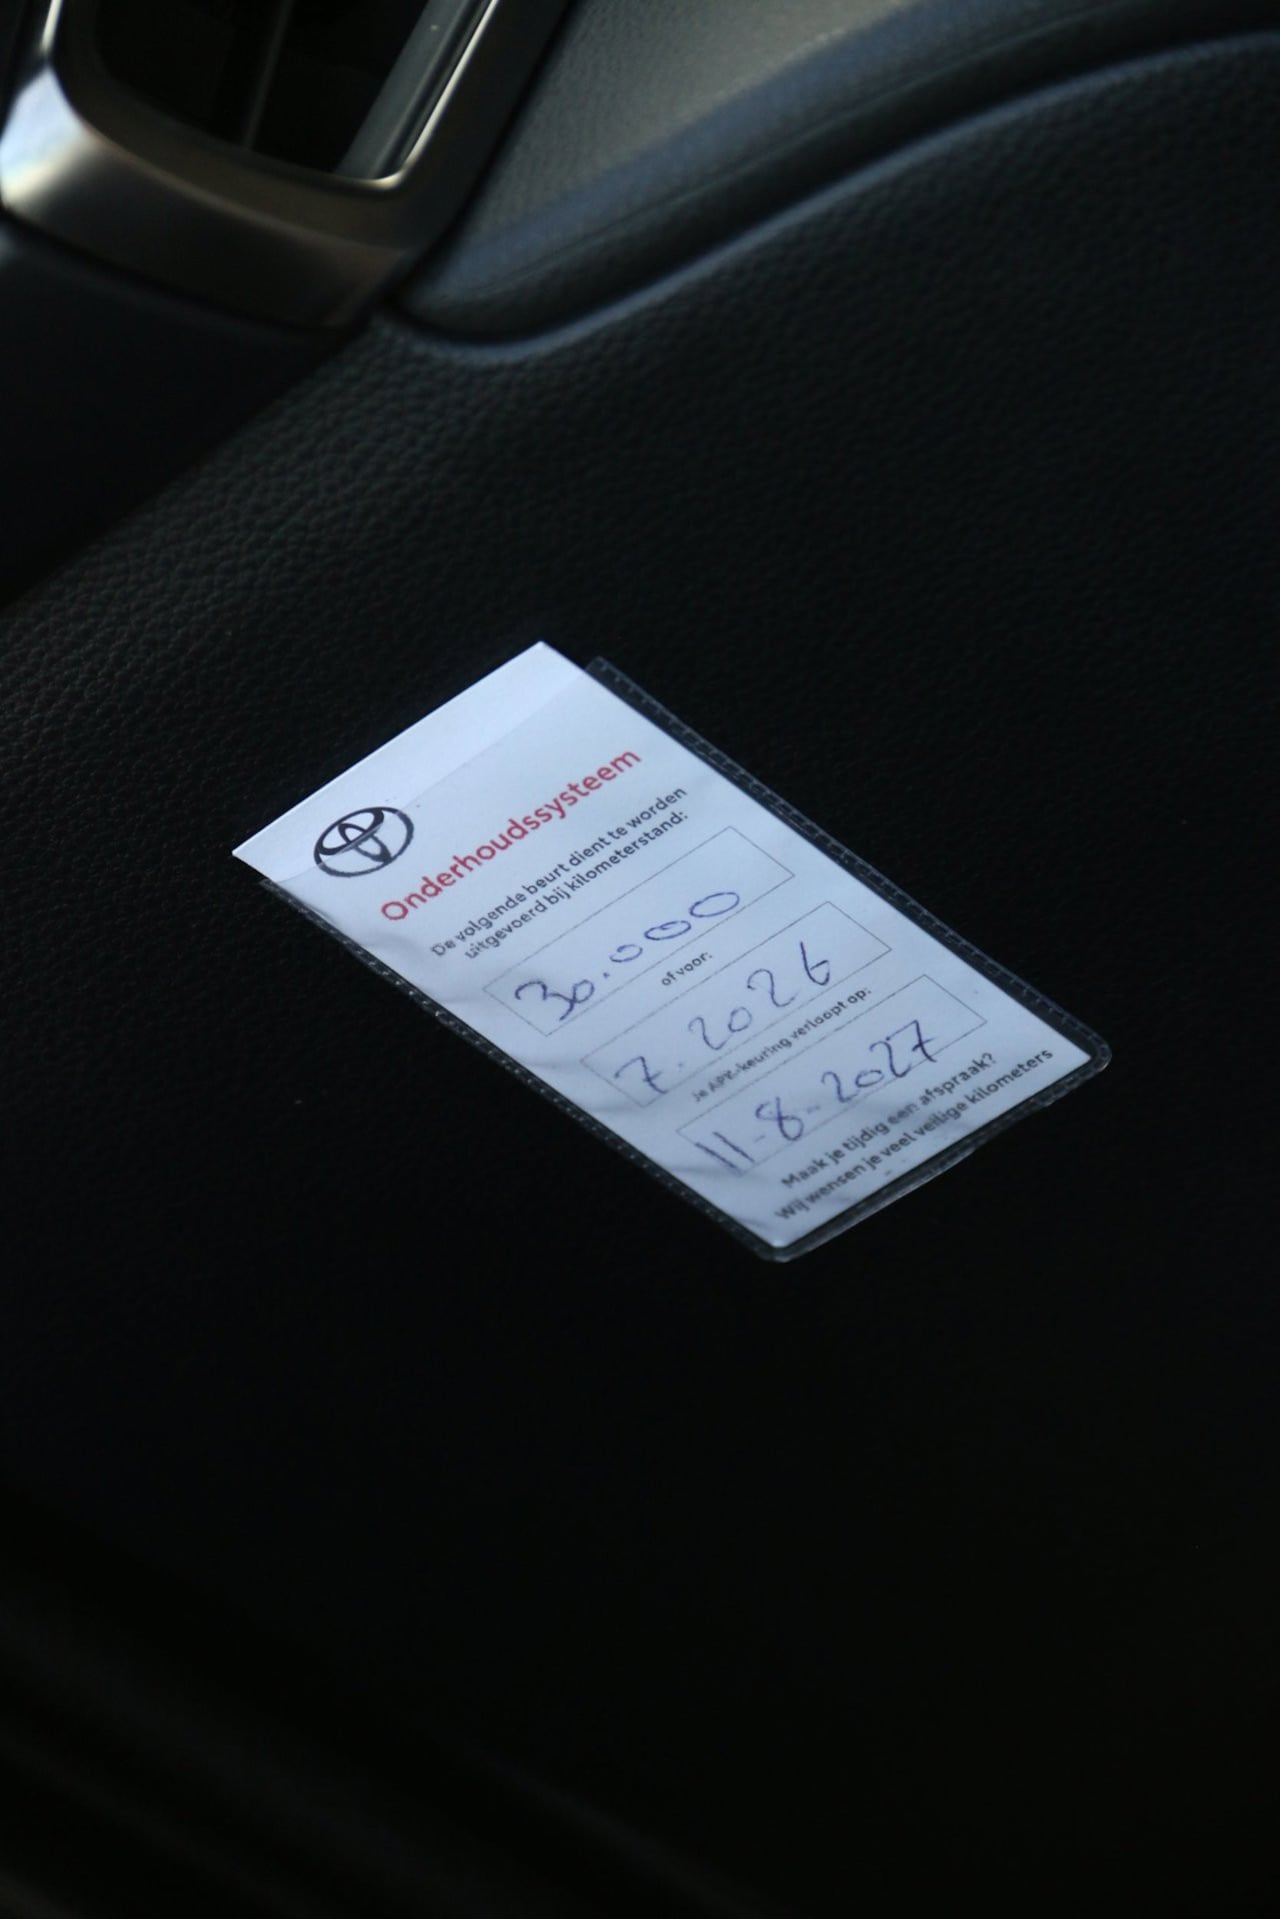 Onderhoudssysteem
De volgende beurt dient te worden
uitgevoerd bij kilometerstand:
30.000
of voor:
7.2026
Je APK-keuring verloopt op:
11-8-2027
Maak je tijdig een afspraak?
Wij wensen je veel veilige kilometers